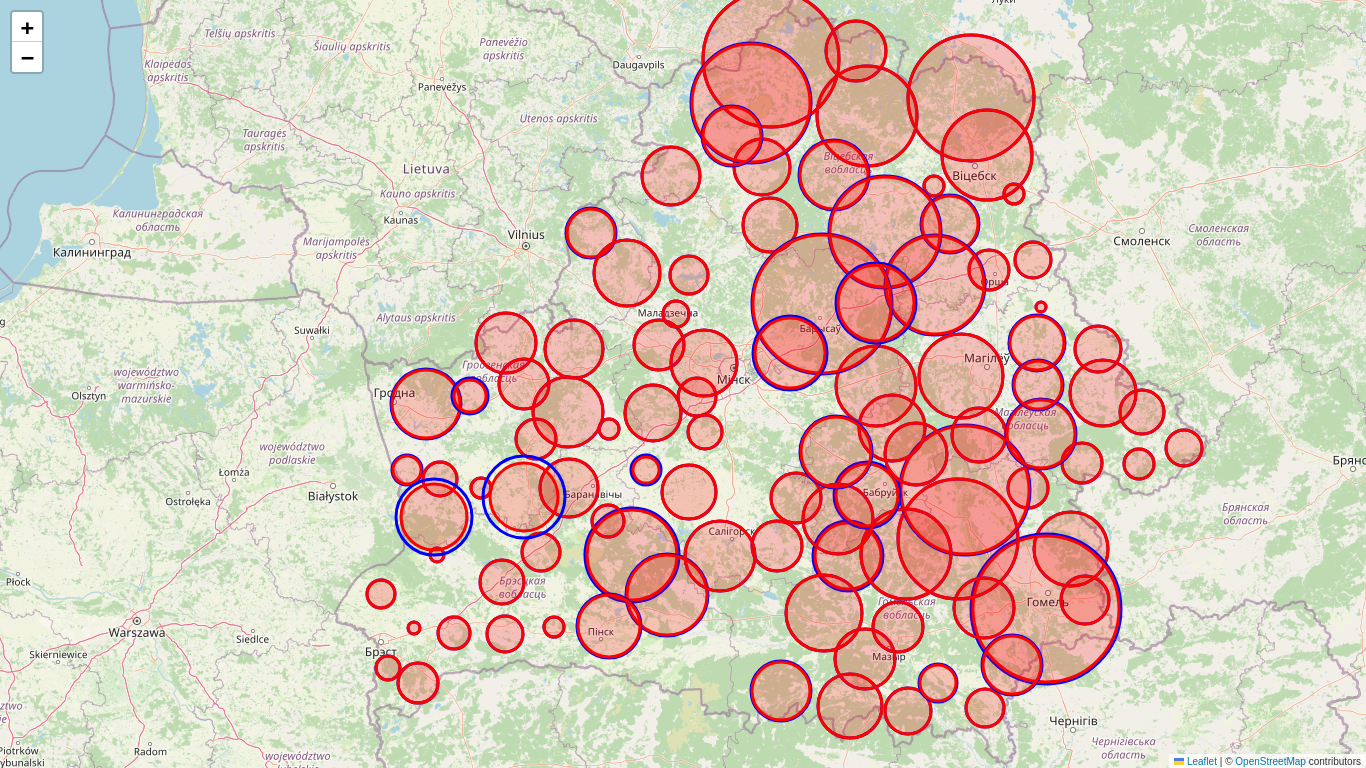 +
−
Telšių apskritis
Šiaulių apskritis
Panevėžio
apskritis
Klaipėdos
apskritis
Daugavpils
Луки
Panevėžys
Utenos apskritis
Tauragės
apskritis
Lietuva
Kauno apskritis
Kaunas
Vilnius
Калининградская
область
Калининград
Marijampolės
apskritis
Віцебская
вобласць
Віцебск
Смоленск
Смоленская
область
Орша
Alytaus apskritis
Suwałki
Маладзечна
Барысаў
Магілёў
Мінск
Гродзенская
вобласць
Гродна
województwo
warmińsko-
mazurskie
Olsztyn
Магілёўская
вобласць
województwo
podlaskie
Łomża
Ostrołęka
Białystok
Баранавічы
Бабруйск
Брянс
Брянская
область
Салігорск
Płock
Брэсцкая
вобласць
Гомельская
вобласць
Гомель
Warszawa
Siedlce
Skierniewice
Брэст
Пінск
Мазыр
Чернігів
Чернігівська
область
Radom
województwo
Piotrków
ybunalski
Leaflet | © OpenStreetMap contributors